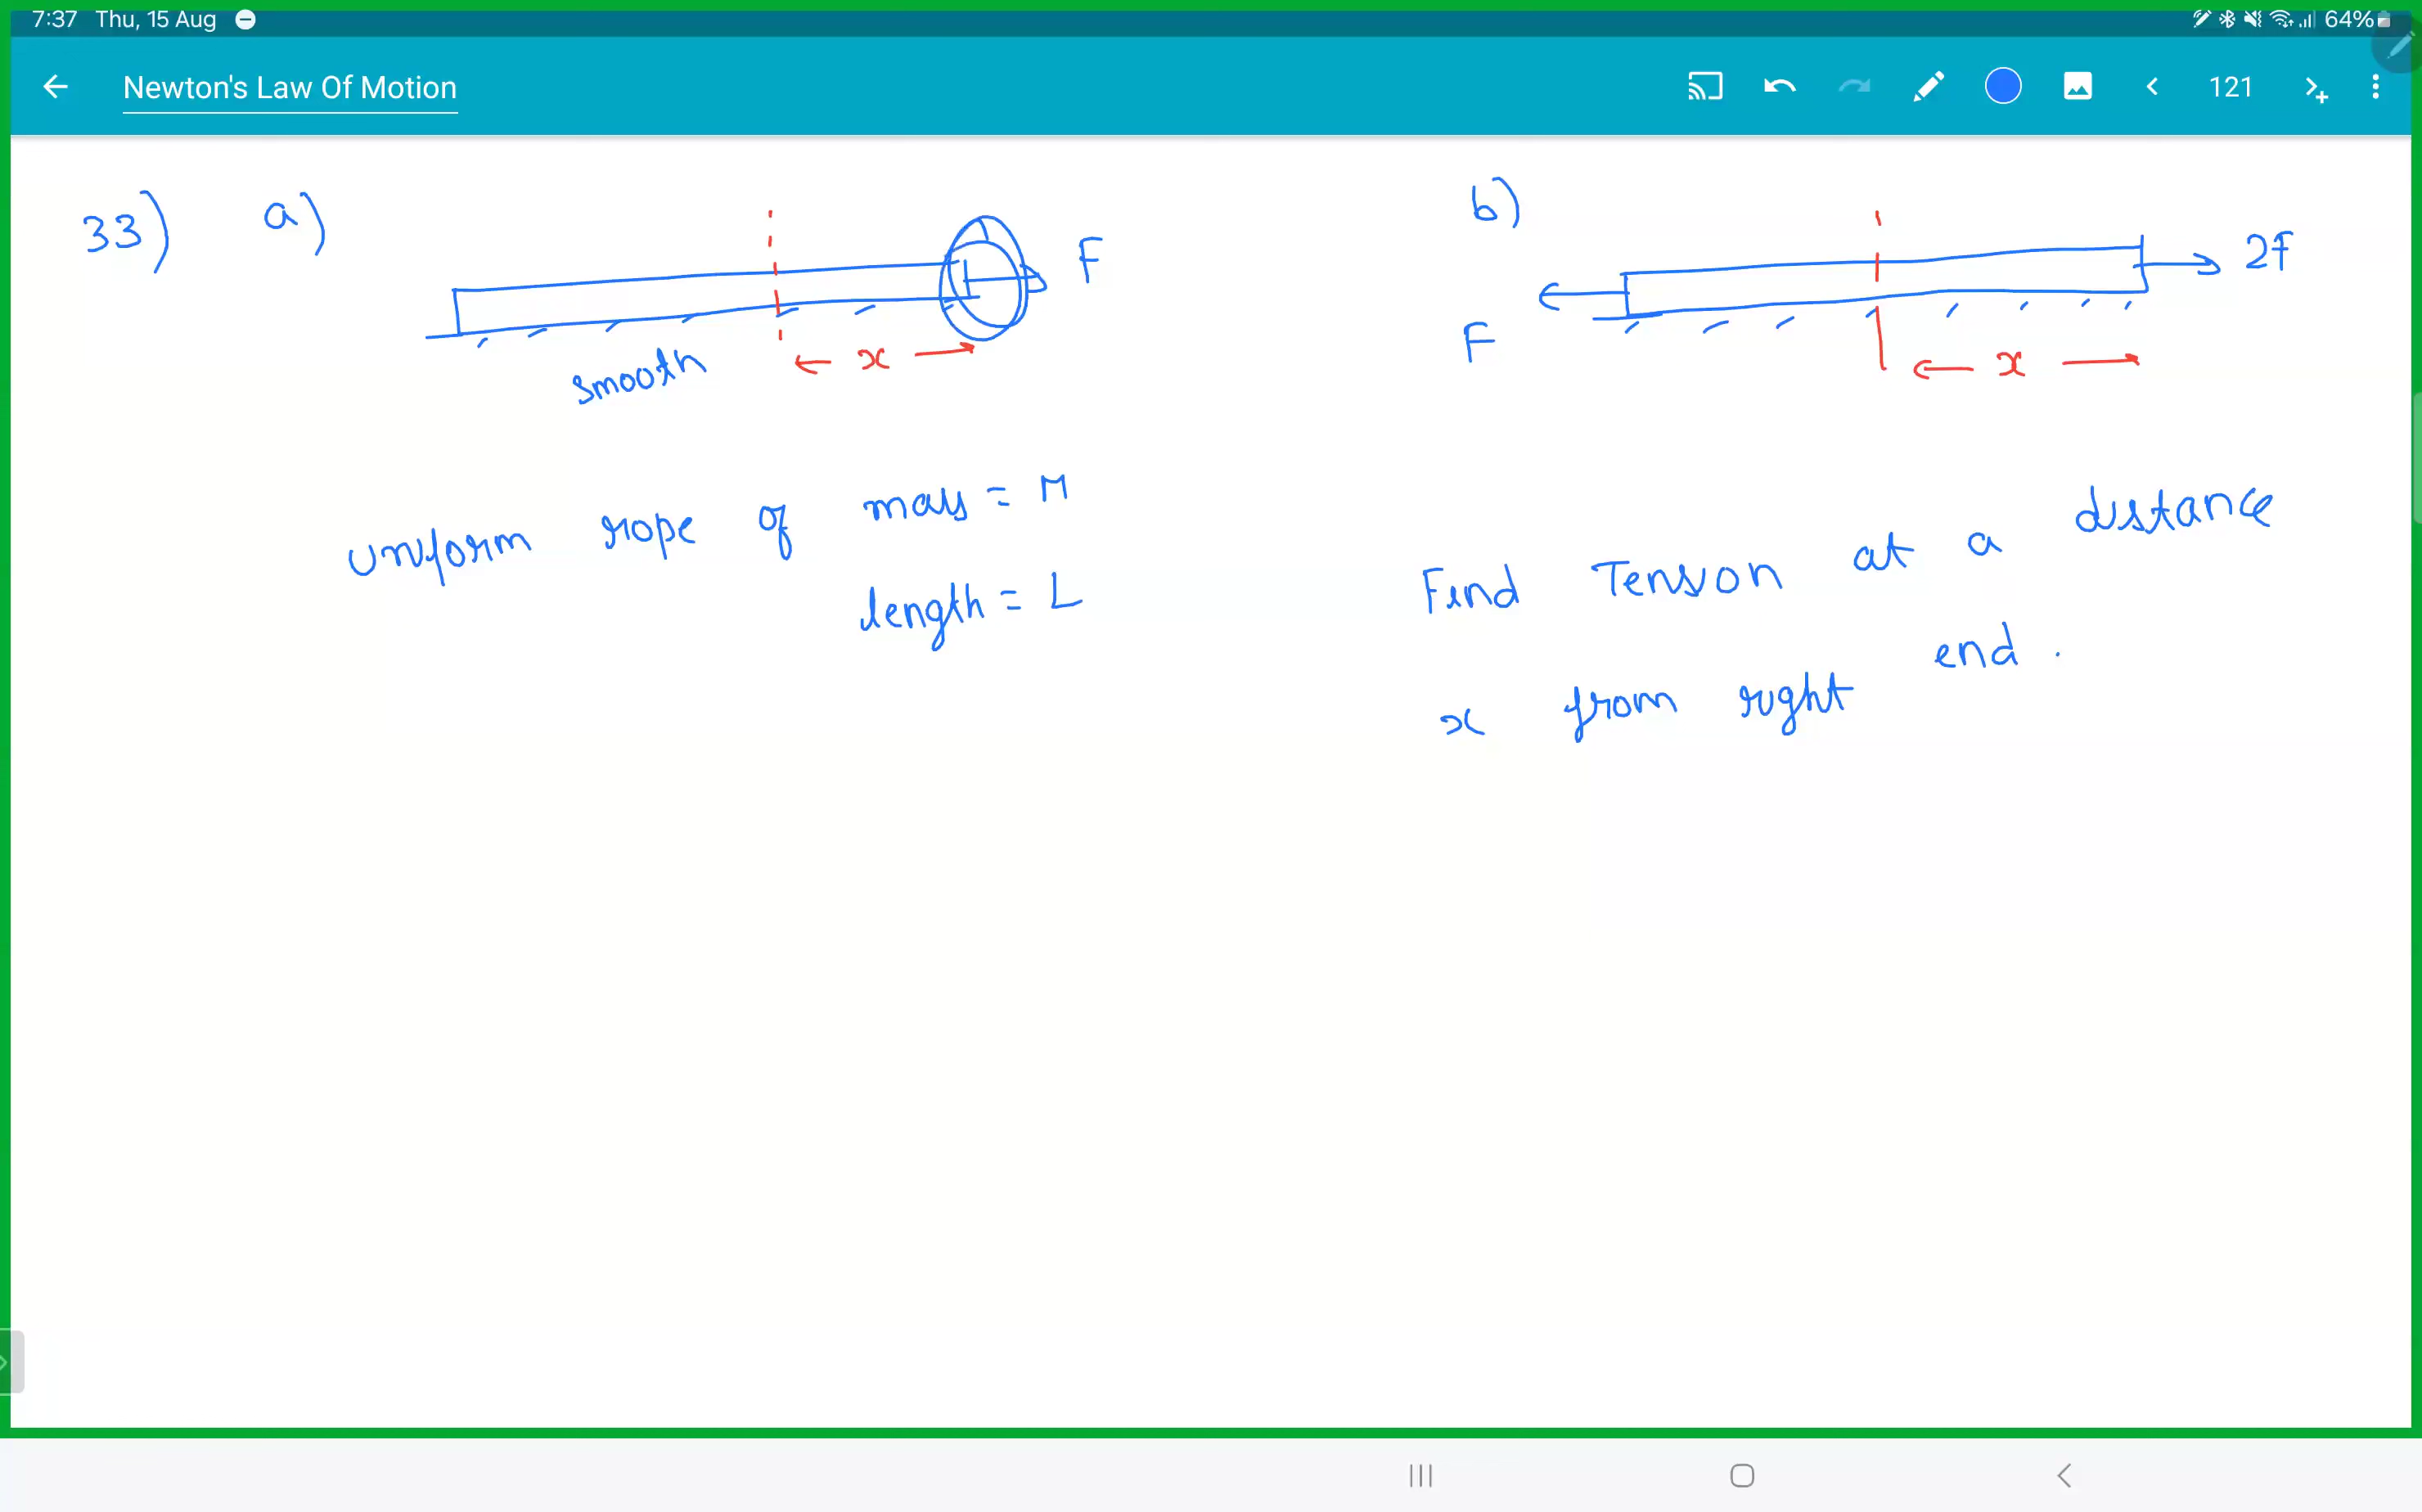 7:37 Thu, 15 Aug
64%
Newton's Law Of Motion
121
33) a)
F
smooth
x
b)
2F
F
x
uniform rope of mass = M
length = L
Find Tension at a distance
x from right end.